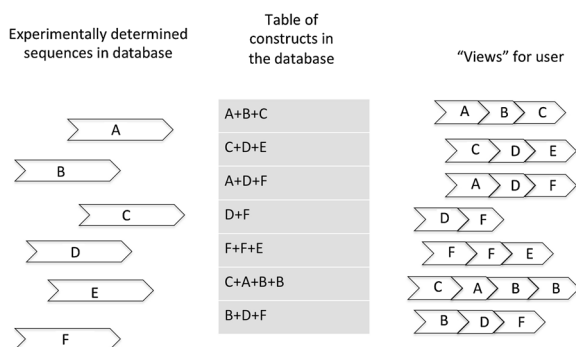 Experimentally determined
sequences in database
Table of
constructs in
the database
“Views” for user
A
B
C
D
E
F
A+B+C
C+D+E
A+D+F
D+F
F+F+E
C+A+B+B
B+D+F
A B C
C D E
A D F
D F
F F E
C A B B
B D F